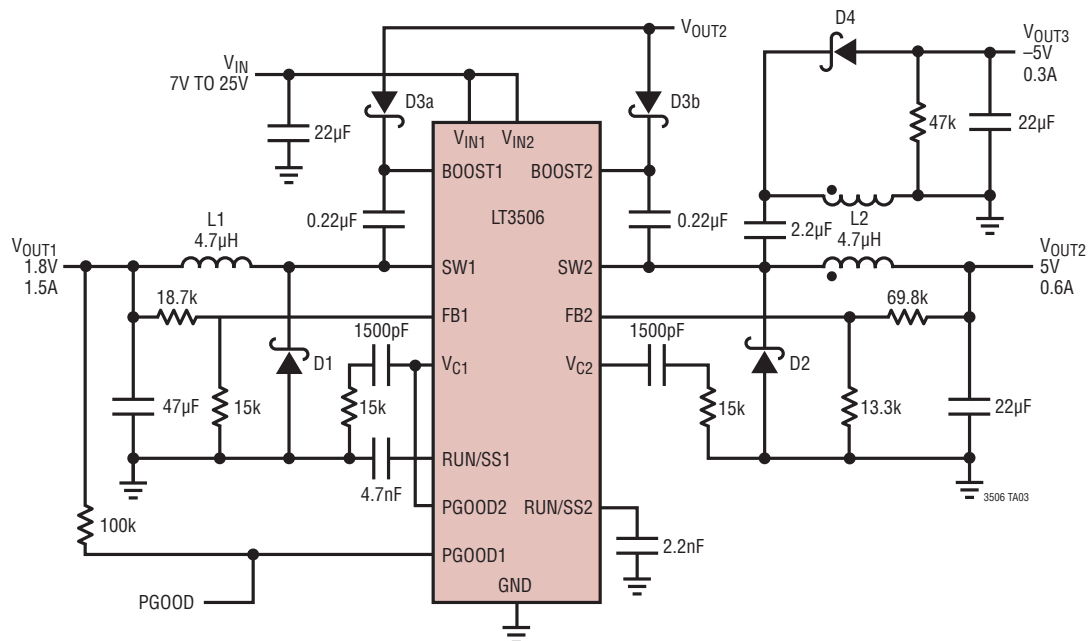 D4
VOUT2
VOUT3
–5V
0.3A
VIN
7V TO 25V
D3a
D3b
22µF
47k
22µF
VIN1
VIN2
BOOST1
BOOST2
LT3506
0.22µF
0.22µF
2.2µF
L2
4.7µH
L1
4.7µH
VOUT1
1.8V
1.5A
SW1
SW2
VOUT2
5V
0.6A
18.7k
69.8k
FB1
FB2
1500pF
1500pF
VC1
VC2
D1
D2
47µF
15k
15k
15k
13.3k
22µF
RUN/SS1
4.7nF
3506 TA03
100k
PGOOD2
RUN/SS2
2.2nF
PGOOD1
GND
PGOOD